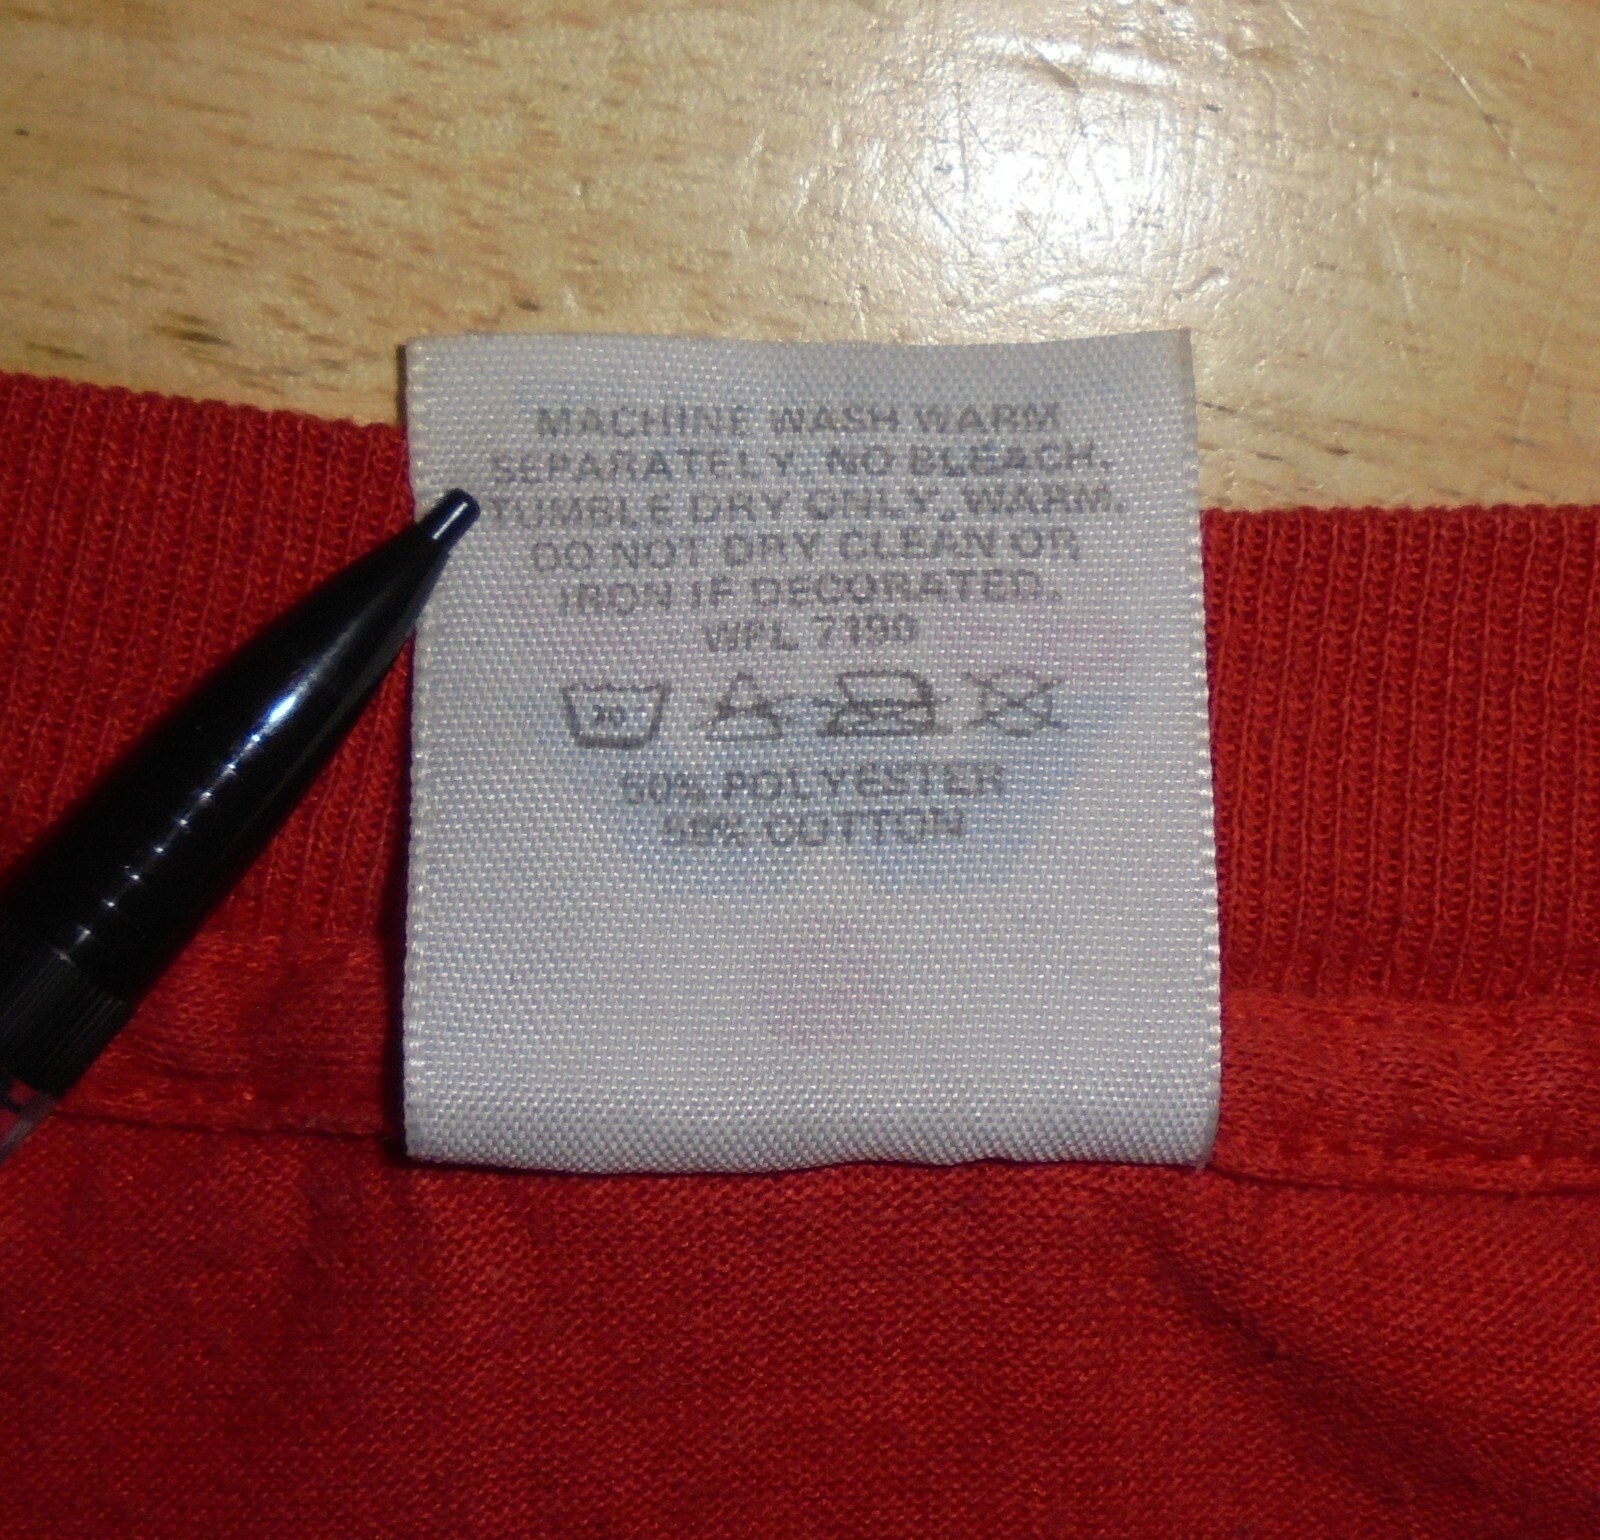 MACHINE WASH WARM
SEPARATELY. NO BLEACH.
TUMBLE DRY ONLY, WARM.
DO NOT DRY CLEAN OR
IRON IF DECORATED.
WPL 7190
50% POLYESTER
50% COTTON